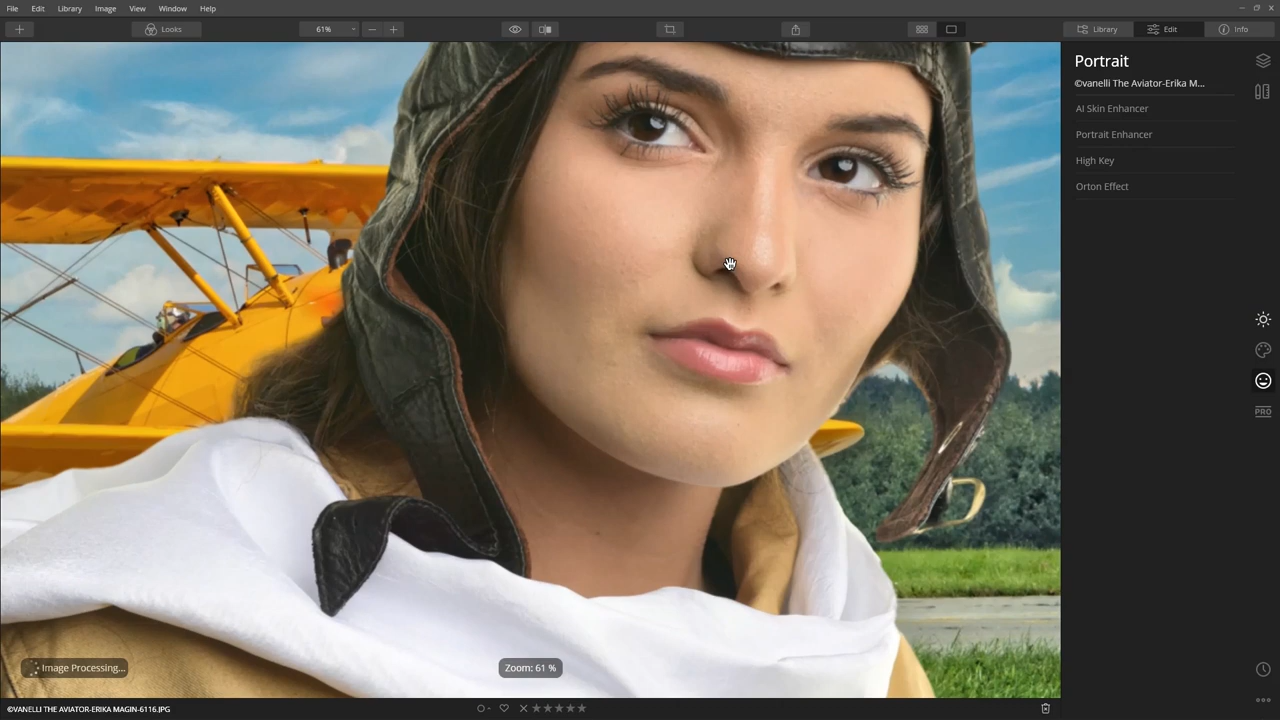 File Edit Library Image View Window Help
Looks 61% Library Edit Info
Portrait
©vanelli The Aviator-Erika M...
AI Skin Enhancer
Portrait Enhancer
High Key
Orton Effect
PRO
Image Processing... Zoom: 61 %
©VANELLI THE AVIATOR-ERIKA MAGIN-6116.JPG